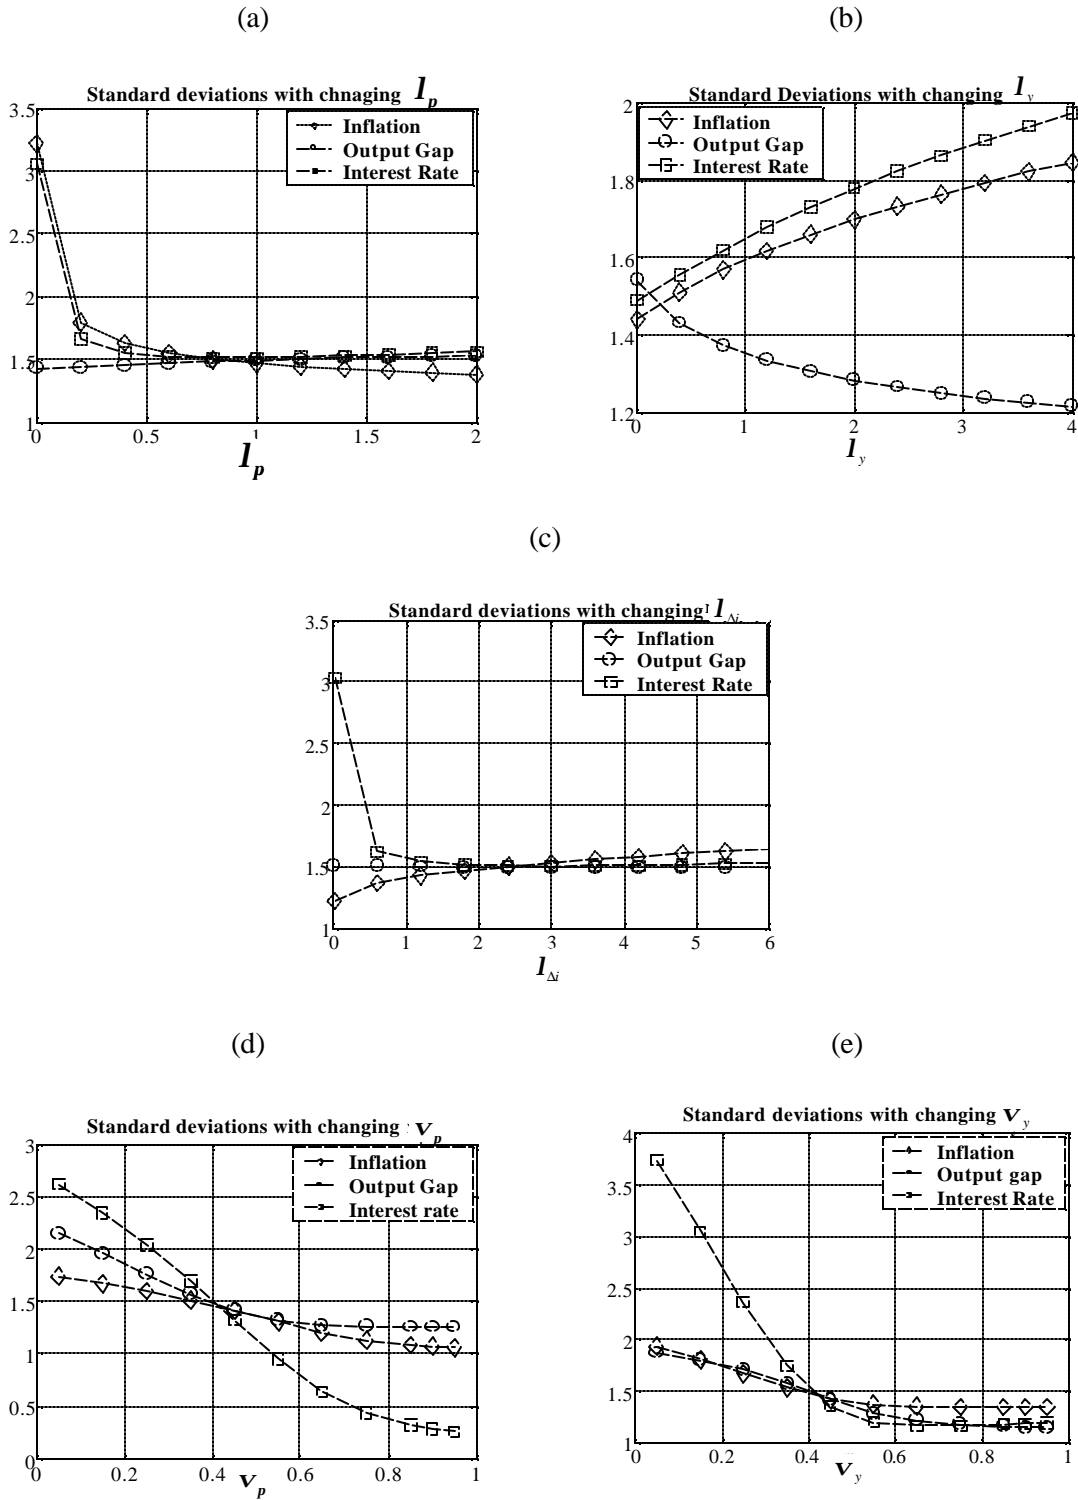 (a)
(b)
Standard deviations with chnaging l_p
3.5
3
2.5
2
1.5
1
Inflation
Output Gap
Interest Rate
0 0.5 1 1.5 2
l_p
Standard Deviations with changing l_y
2
1.8
1.6
1.4
1.2
Inflation
Output Gap
Interest Rate
0 1 2 3 4
l_y
(c)
Standard deviations with changing l_Δi
3.5
3
2.5
2
1.5
1
Inflation
Output Gap
Interest Rate
0 1 2 3 4 5 6
l_Δi
(d)
(e)
Standard deviations with changing V_p
3
2.5
2
1.5
1
0.5
0
Inflation
Output Gap
Interest rate
0 0.2 0.4 0.6 0.8 1
V_p
Standard deviations with changing V_y
4
3.5
3
2.5
2
1.5
1
Inflation
Output gap
Interest Rate
0 0.2 0.4 0.6 0.8 1
V_y